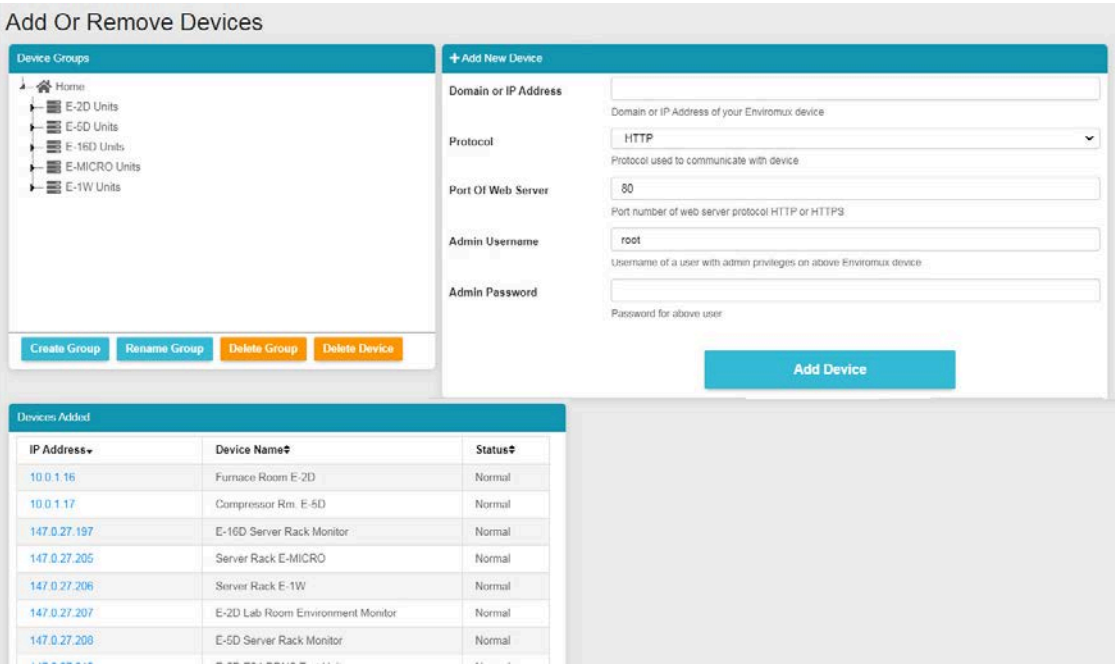 Add Or Remove Devices
Device Groups
Home
E-2D Units
E-5D Units
E-16D Units
E-MICRO Units
E-1W Units
Create Group Rename Group Delete Group Delete Device
Add New Device
Domain or IP Address
Domain or IP Address of your Enviromux device
Protocol HTTP
Protocol used to communicate with device
Port Of Web Server 80
Port number of web server protocol HTTP or HTTPS
Admin Username root
Username of a user with admin privileges on above Enviromux device
Admin Password
Password for above user
Add Device
Devices Added
IP Address Device Name Status
10.0.1.16 Furnace Room E-2D Normal
10.0.1.17 Compressor Rm. E-5D Normal
147.0.27.197 E-16D Server Rack Monitor Normal
147.0.27.205 Server Rack E-MICRO Normal
147.0.27.206 Server Rack E-1W Normal
147.0.27.207 E-2D Lab Room Environment Monitor Normal
147.0.27.208 E-5D Server Rack Monitor Normal